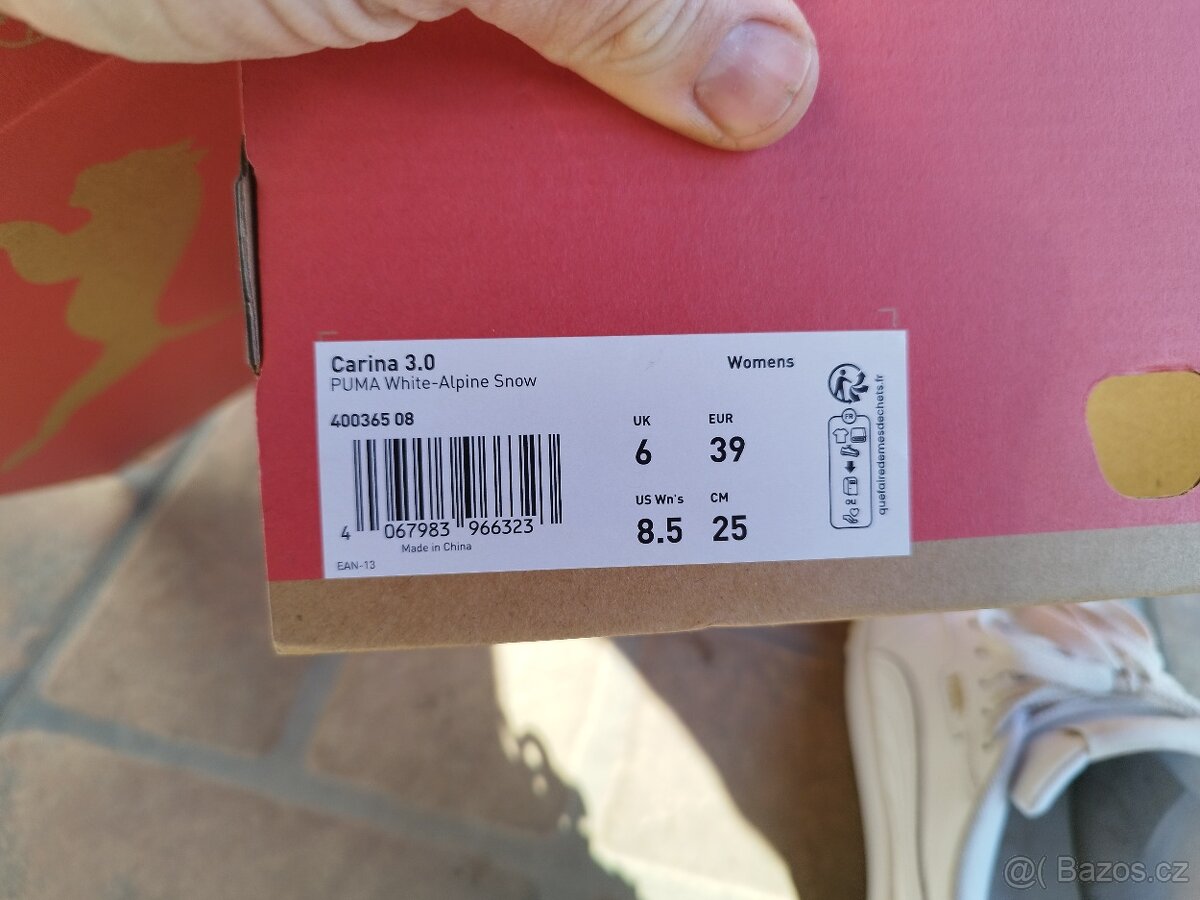 Carina 3.0
PUMA White-Alpine Snow
Womens
400365 08
UK
EUR
6
39
US Wn's
CM
8.5
25
4 067983 966323
Made in China
EAN-13
FR
quefairedemesdechets.fr
@( Bazos.cz